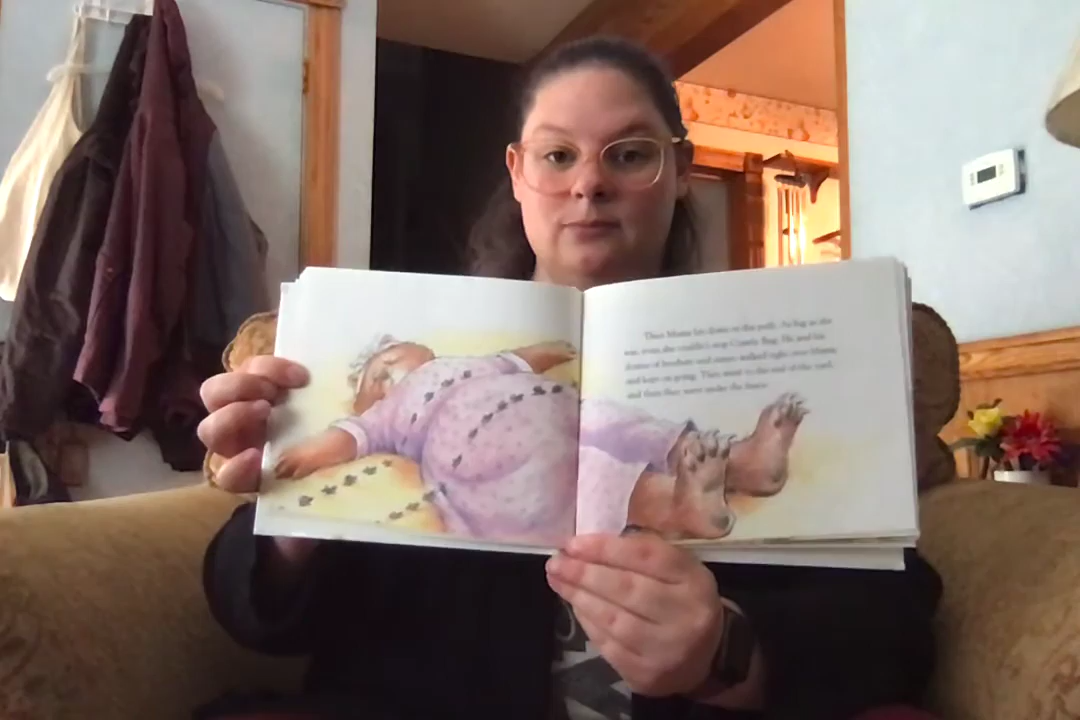 Then Mama lay down on the path. As big as she
was, even she couldn't stop Count Bug. He and his
of brothers and sisters walked right over Mama
and kept on going. They went to the end of the yard,
and then they went under the fence.